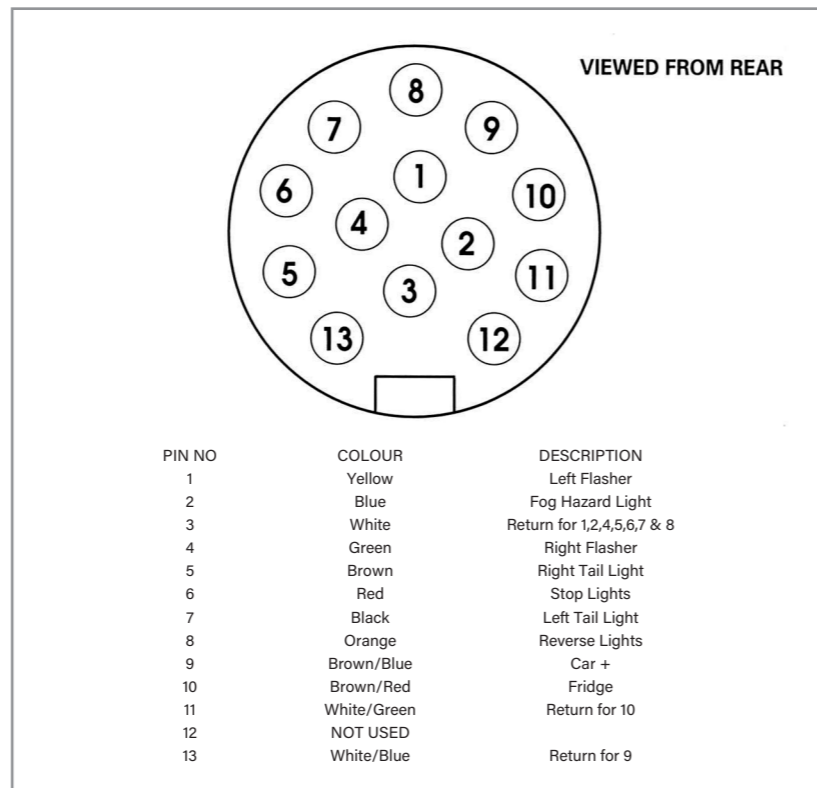 VIEWED FROM REAR
8
7 9
1
6 10
4
2
5 11
3
13 12
PIN NO COLOUR DESCRIPTION
1 Yellow Left Flasher
2 Blue Fog Hazard Light
3 White Return for 1,2,4,5,6,7 & 8
4 Green Right Flasher
5 Brown Right Tail Light
6 Red Stop Lights
7 Black Left Tail Light
8 Orange Reverse Lights
9 Brown/Blue Car +
10 Brown/Red Fridge
11 White/Green Return for 10
12 NOT USED
13 White/Blue Return for 9